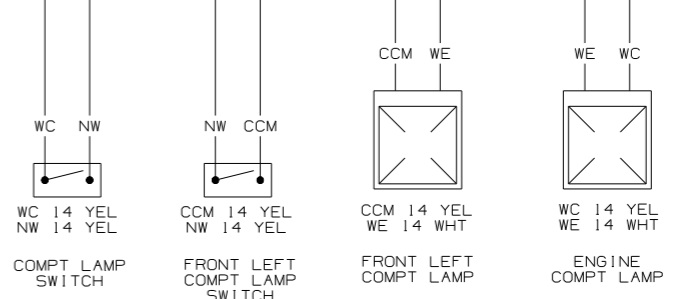 CCM WE
WE WC
WC NW
NW CCM
WC 14 YEL
NW 14 YEL
CCM 14 YEL
NW 14 YEL
CCM 14 YEL
WE 14 WHT
WC 14 YEL
WE 14 WHT
COMPT LAMP
SWITCH
FRONT LEFT
COMPT LAMP
SWITCH
FRONT LEFT
COMPT LAMP
ENGINE
COMPT LAMP